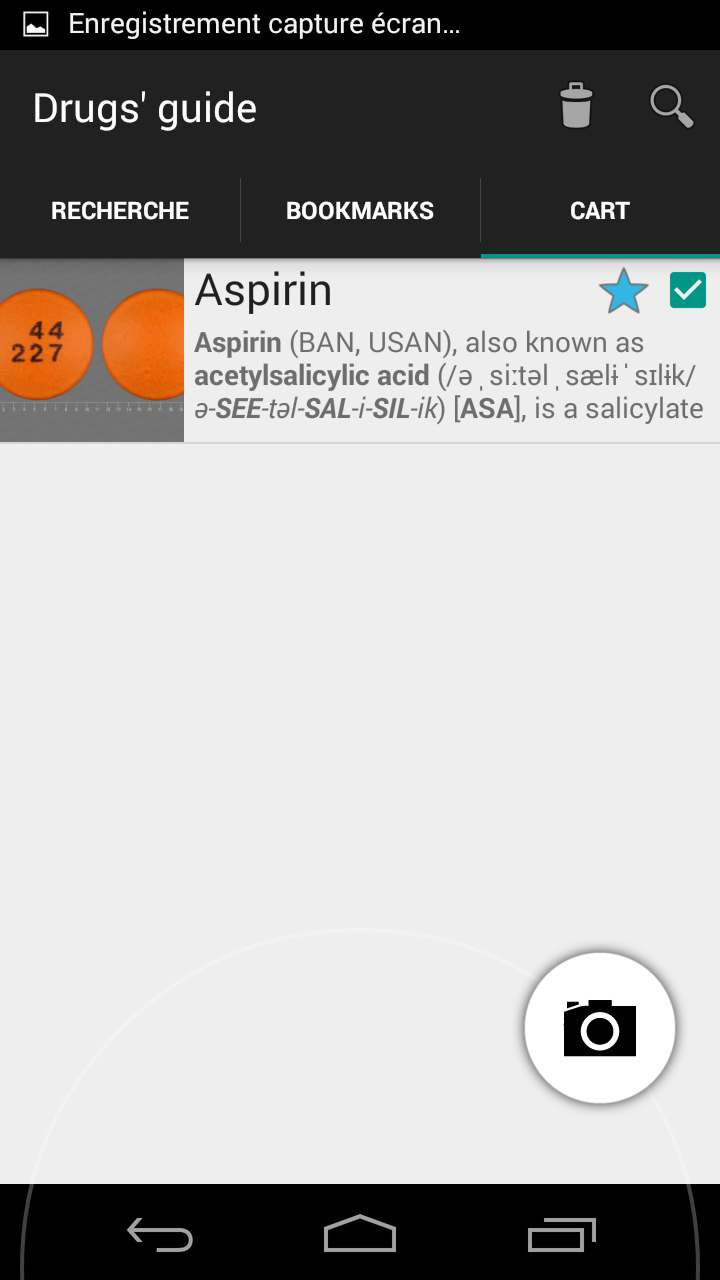 Enregistrement capture écran...
Drugs' guide
RECHERCHE
BOOKMARKS
CART
44
227
Aspirin
Aspirin (BAN, USAN), also known as
acetylsalicylic acid (/əˌsiːtəlˌsælɨˈsɪlɨk/
ə-SEE-təl-SAL-i-SIL-ik) [ASA], is a salicylate